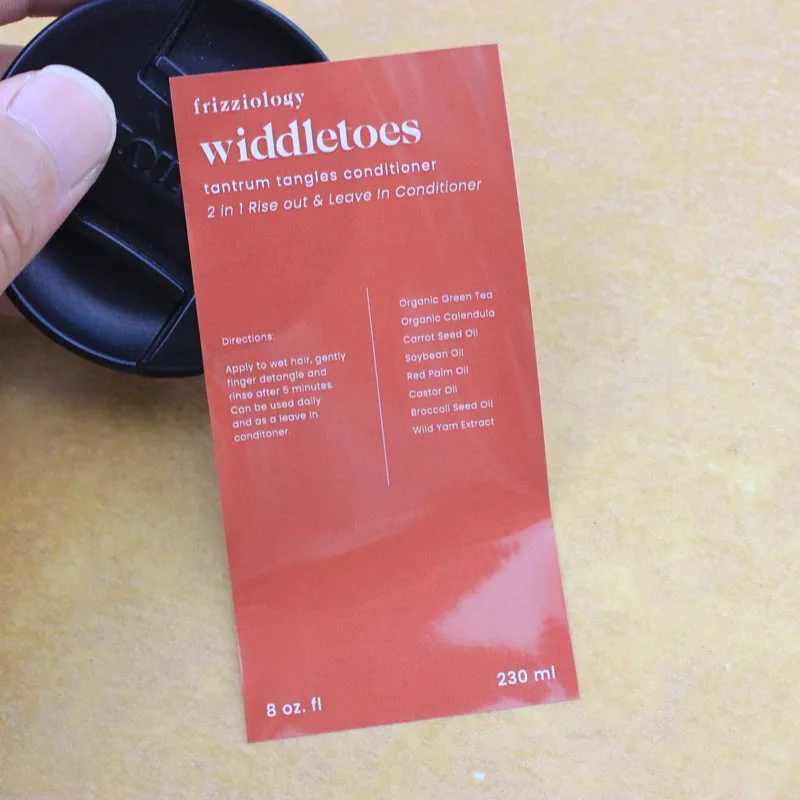 frizziology
widdletoes
tantrum tangles conditioner
2 in 1 Rise out & Leave In Conditioner
Directions:
Apply to wet hair, gently
finger detangle and
rinse after 5 minutes.
Can be used daily
and as a leave in
conditoner.
Organic Green Tea
Organic Calendula
Carrot Seed Oil
Soybean Oil
Red Palm Oil
Castor Oil
Broccoli Seed Oil
Wild Yam Extract
8 oz. fl
230 ml